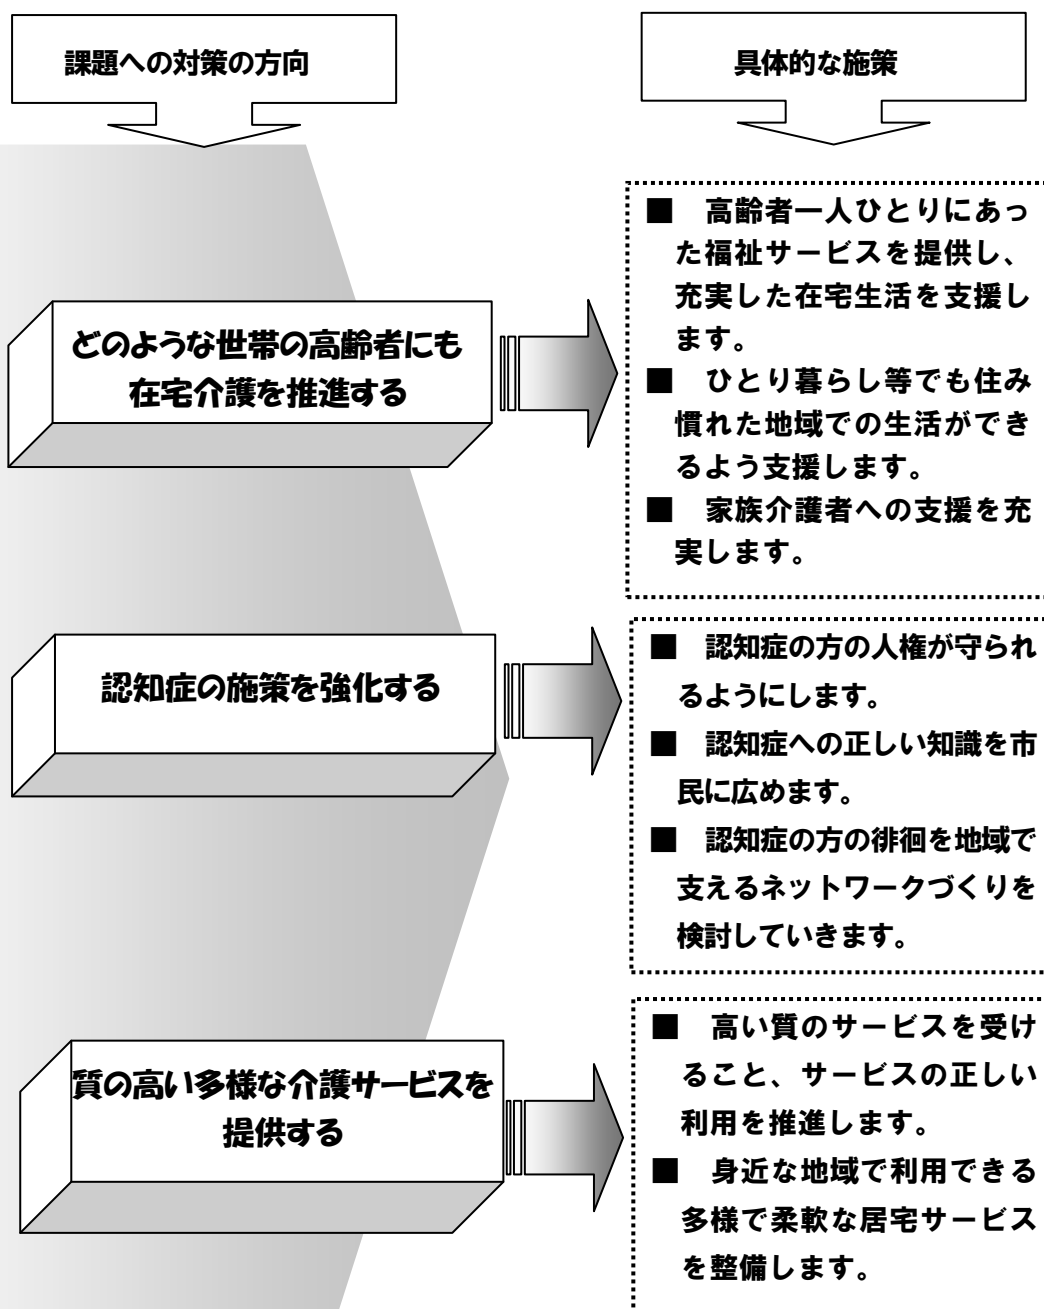 課題への対策の方向
具体的な施策
どのような世帯の高齢者にも
在宅介護を推進する
■　高齢者一人ひとりにあっ
た福祉サービスを提供し、
充実した在宅生活を支援し
ます。
■　ひとり暮らし等でも住み
慣れた地域での生活ができ
るよう支援します。
■　家族介護者への支援を充
実します。
認知症の施策を強化する
■　認知症の方の人権が守られ
るようにします。
■　認知症への正しい知識を市
民に広めます。
■　認知症の方の徘徊を地域で
支えるネットワークづくりを
検討していきます。
質の高い多様な介護サービスを
提供する
■　高い質のサービスを受け
ること、サービスの正しい
利用を推進します。
■　身近な地域で利用できる
多様で柔軟な居宅サービス
を整備します。